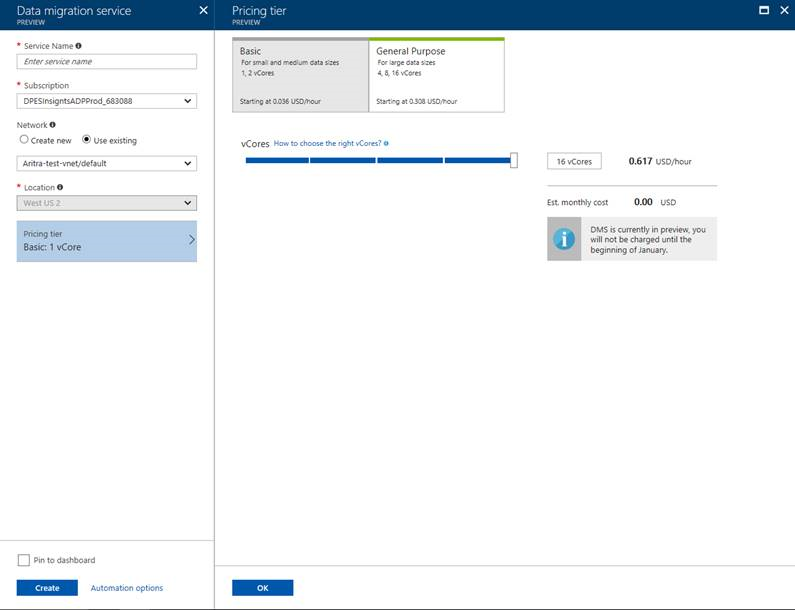 Data migration service
PREVIEW
* Service Name
Enter service name
* Subscription
DPESInsightsADPProd_683088
Network
Create new
Use existing
Aritra-test-vnet/default
* Location
West US 2
Pricing tier
Basic: 1 vCore
Pin to dashboard
Create
Automation options
Pricing tier
PREVIEW
Basic
For small and medium data sizes
1, 2 vCores
Starting at 0.036 USD/hour
General Purpose
For large data sizes
4, 8, 16 vCores
Starting at 0.308 USD/hour
vCores How to choose the right vCores?
16 vCores
0.617 USD/hour
Est. monthly cost 0.00 USD
DMS is currently in preview, you
will not be charged until the
beginning of January.
OK